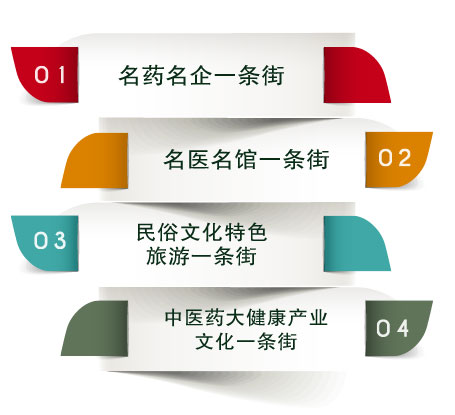 01
名药名企一条街
名医名馆一条街
02
03
民俗文化特色
旅游一条街
中医药大健康产业
文化一条街
04